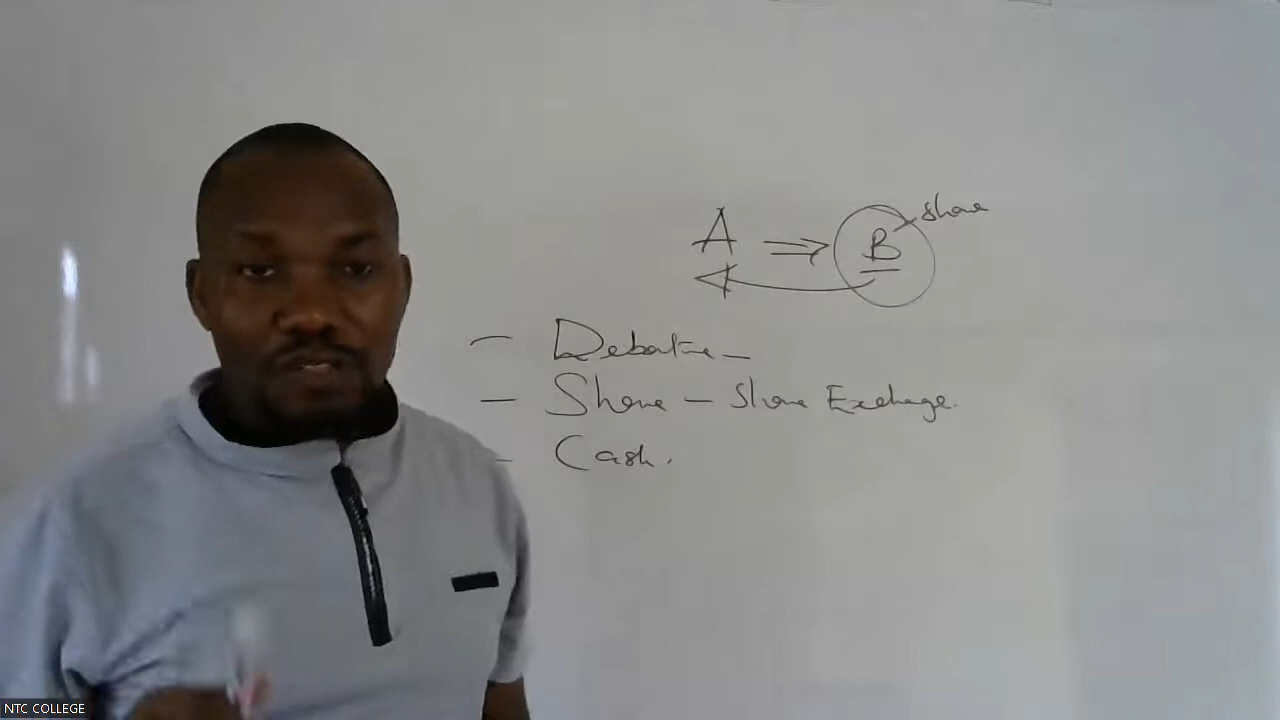 share
A ⇒ B
- Debenture -
- Share - Share Exchange.
- Cash.
NTC COLLEGE